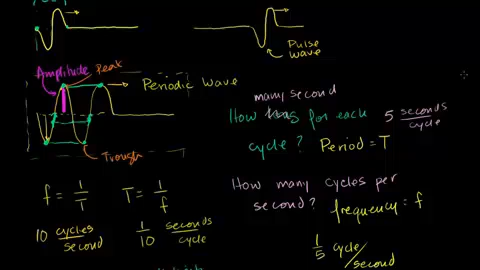 Pulse
wave
Amplitude
Peak
Periodic Wave
Trough
many second
How long for each
cycle? Period = T
5 seconds/cycle
How many cycles per
second? frequency = f
f = 1/T T = 1/f
10 cycles/second 1/10 seconds/cycle
1/5 cycle/second